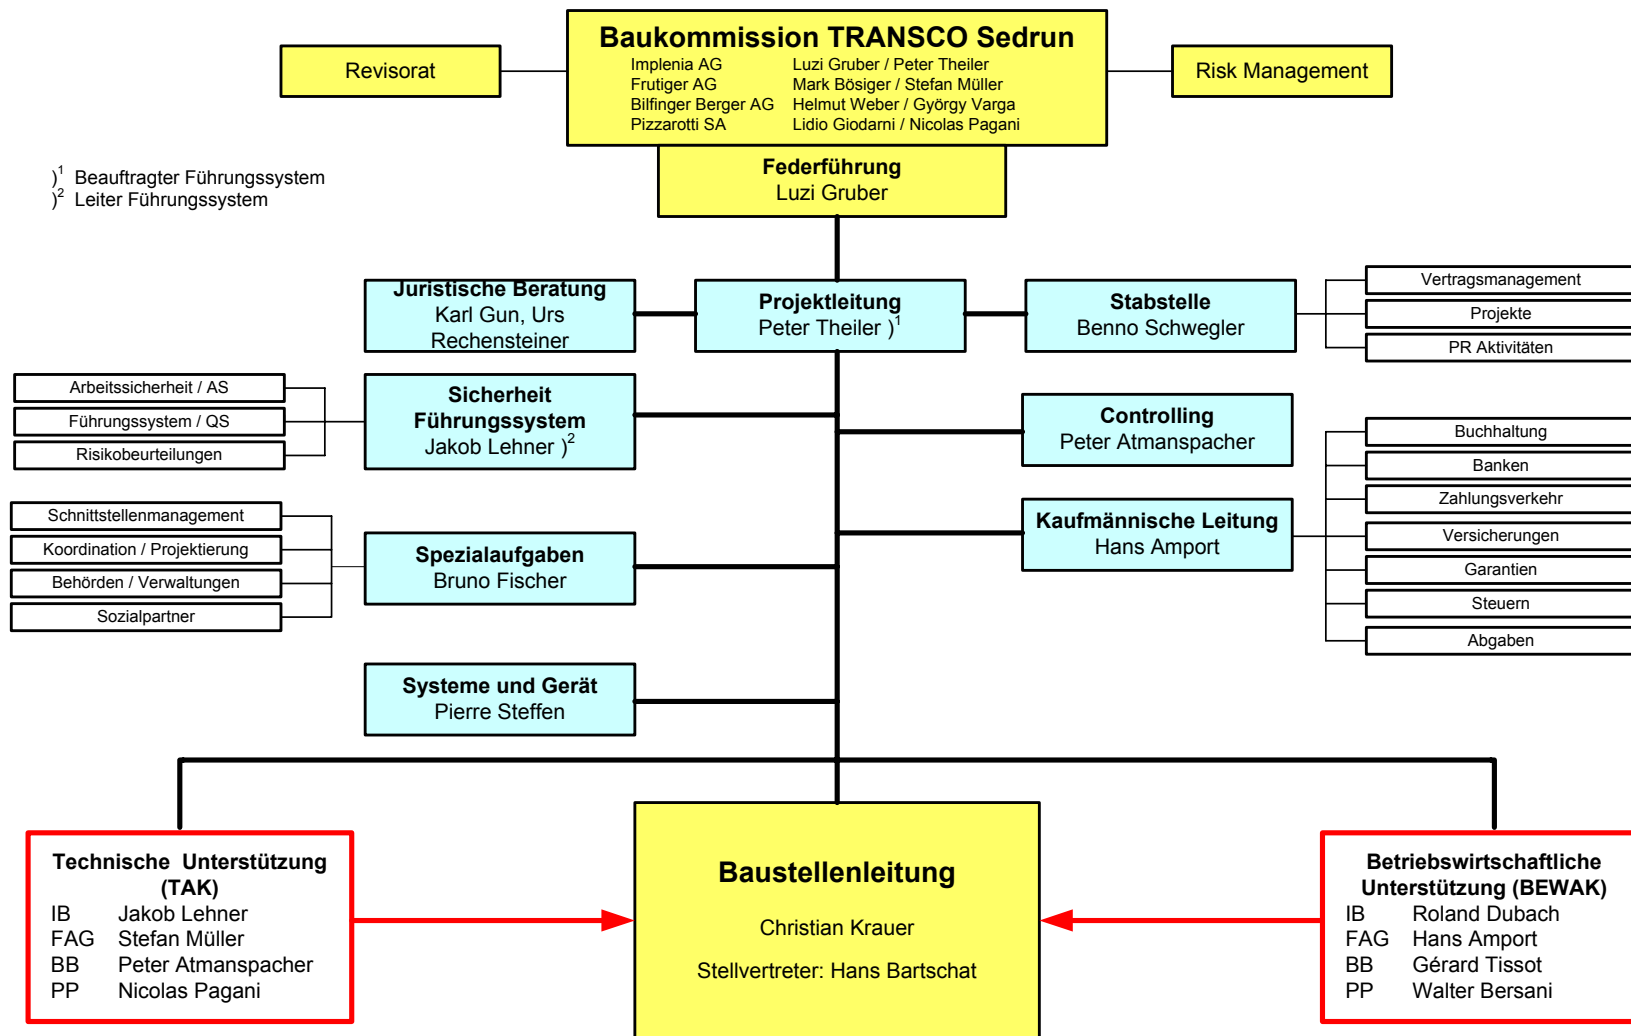 Baukommission TRANSCO Sedrun
Implenia AG Luzi Gruber / Peter Theiler
Frutiger AG Mark Bösiger / Stefan Müller
Bilfinger Berger AG Helmut Weber / György Varga
Pizzarotti SA Lidio Giodarni / Nicolas Pagani
Revisorat
Risk Management
Federführung
Luzi Gruber
)1 Beauftragter Führungssystem
)2 Leiter Führungssystem
Juristische Beratung
Karl Gun, Urs
Rechensteiner
Projektleitung
Peter Theiler )1
Stabstelle
Benno Schwegler
Vertragsmanagement
Projekte
PR Aktivitäten
Arbeitssicherheit / AS
Führungssystem / QS
Risikobeurteilungen
Sicherheit
Führungssystem
Jakob Lehner )2
Controlling
Peter Atmanspacher
Buchhaltung
Banken
Zahlungsverkehr
Versicherungen
Garantien
Steuern
Abgaben
Kaufmännische Leitung
Hans Amport
Schnittstellenmanagement
Koordination / Projektierung
Behörden / Verwaltungen
Sozialpartner
Spezialaufgaben
Bruno Fischer
Systeme und Gerät
Pierre Steffen
Technische Unterstützung
(TAK)
IB Jakob Lehner
FAG Stefan Müller
BB Peter Atmanspacher
PP Nicolas Pagani
Baustellenleitung
Christian Krauer
Stellvertreter: Hans Bartschat
Betriebswirtschaftliche
Unterstützung (BEWAK)
IB Roland Dubach
FAG Hans Amport
BB Gérard Tissot
PP Walter Bersani